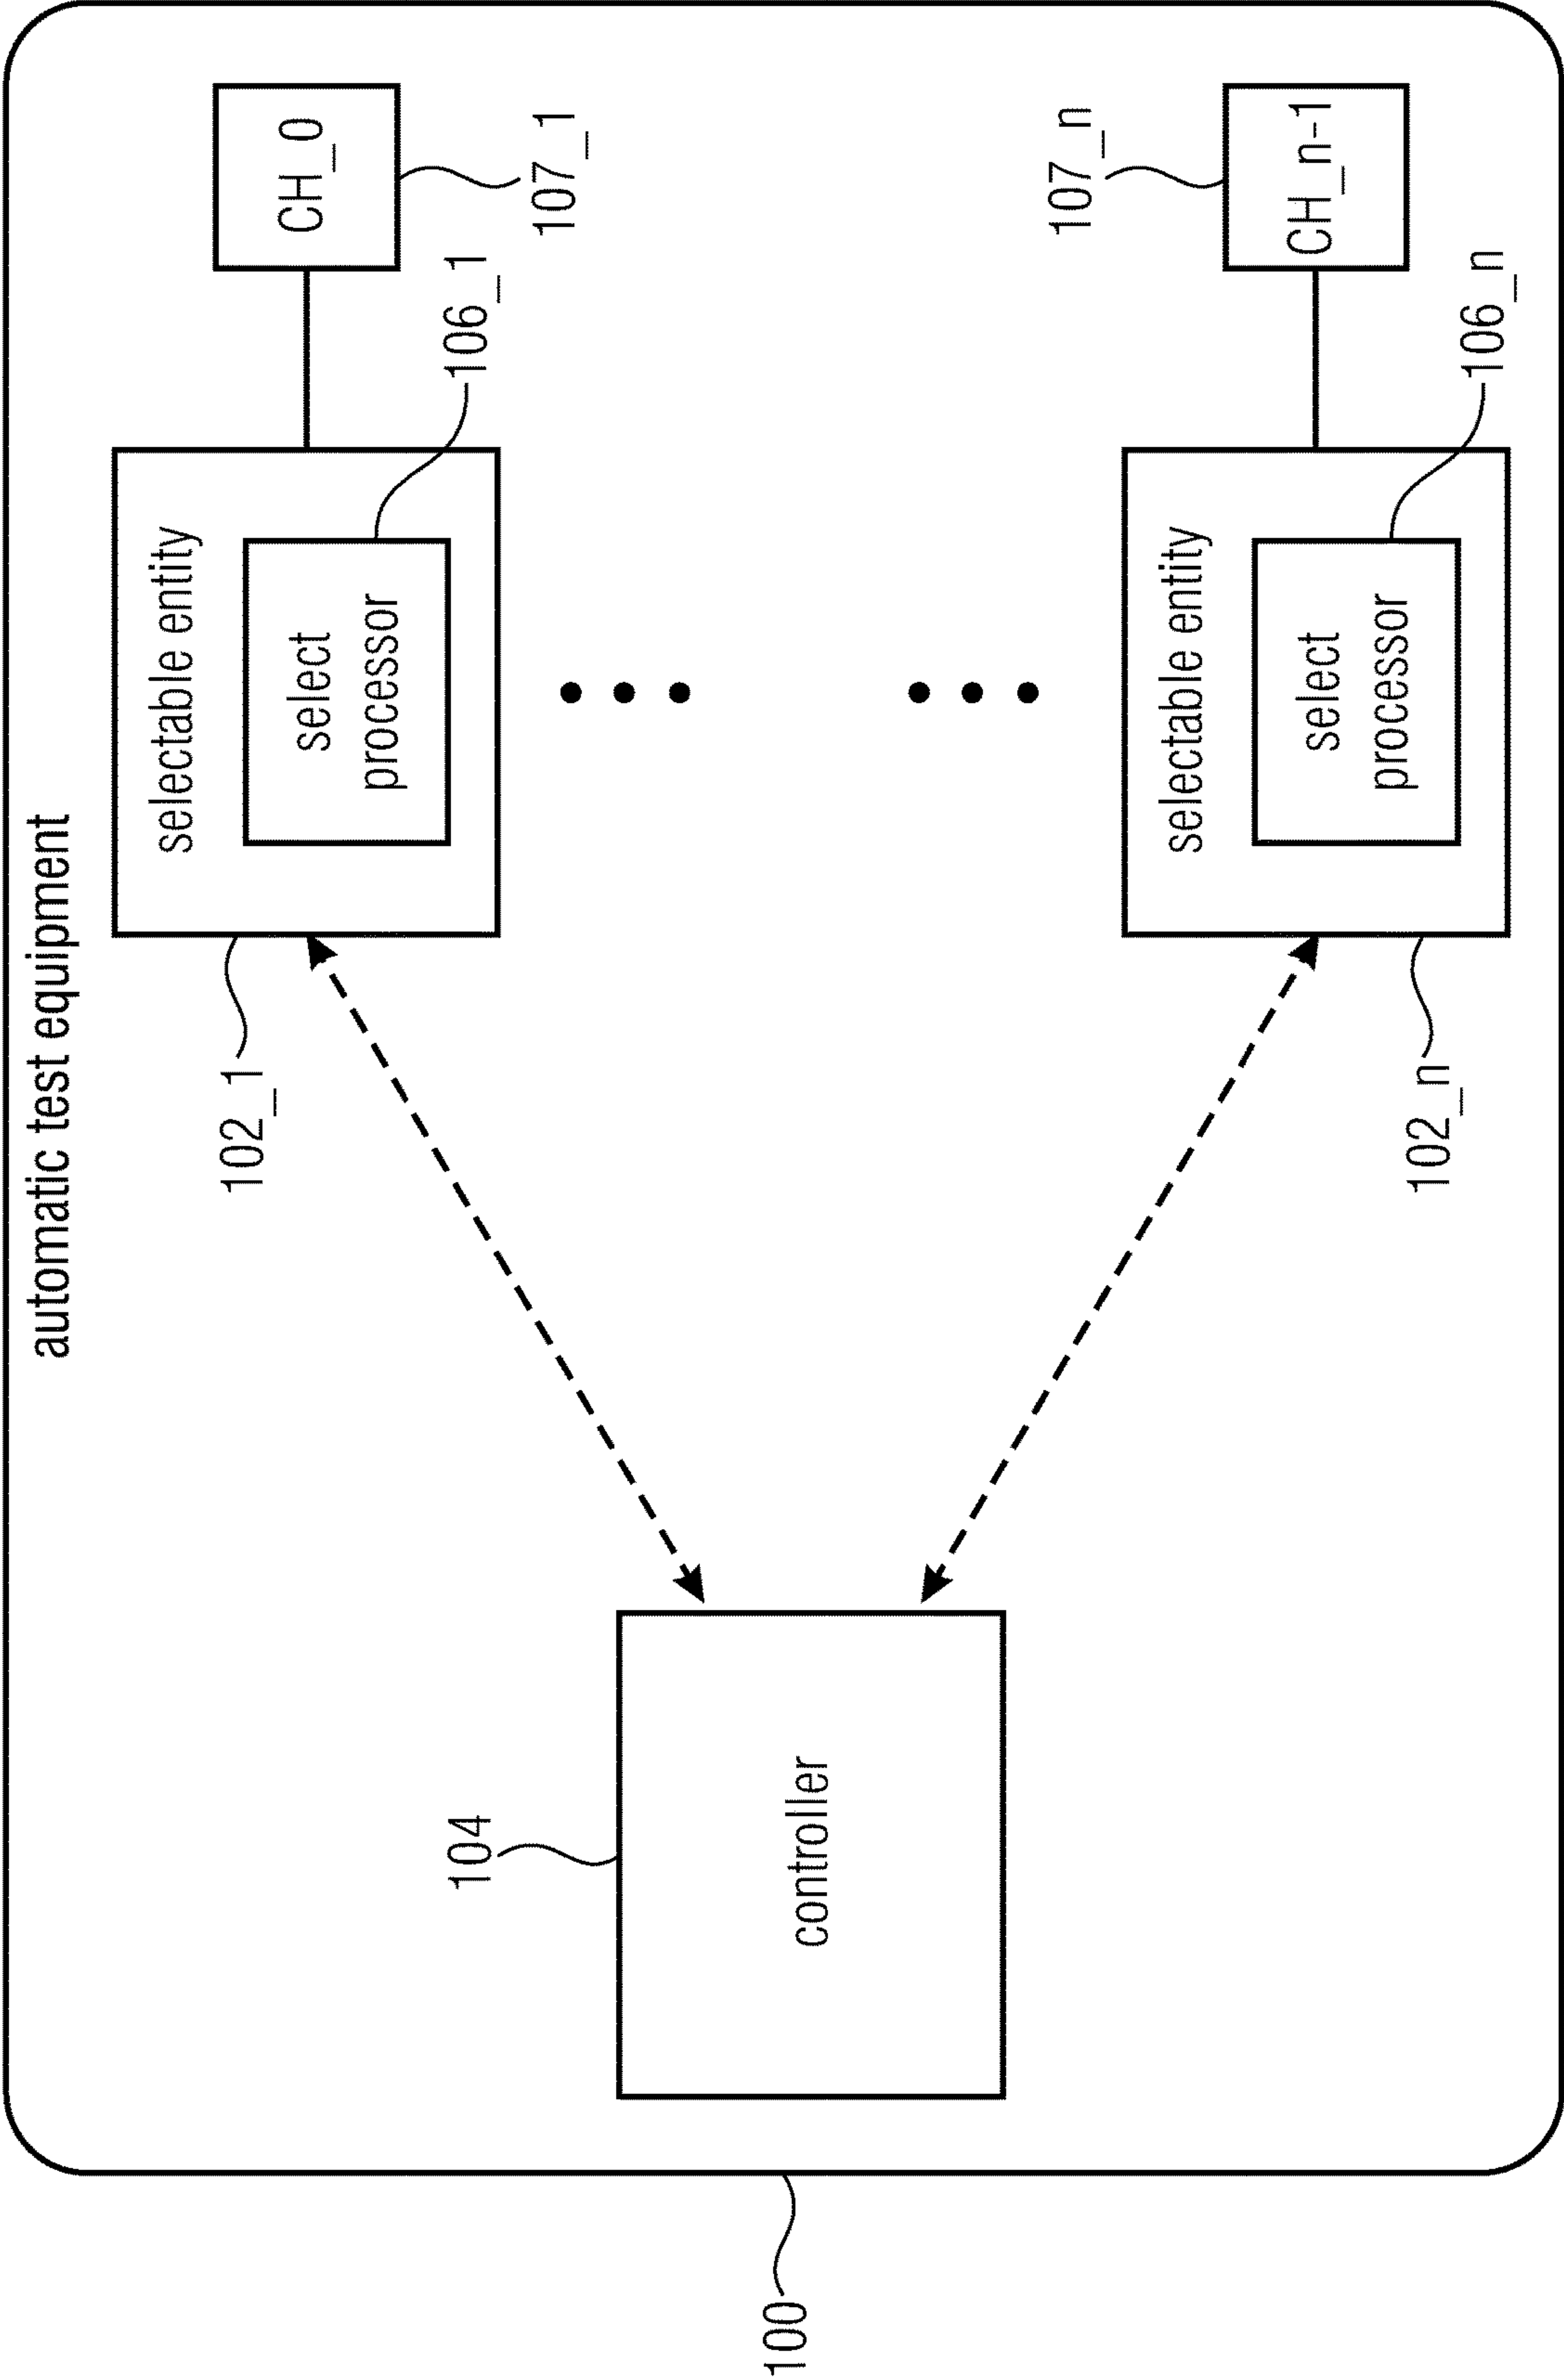 automatic test equipment
100
104
controller
102_1
selectable entity
select
processor
106_1
CH_0
107_1
102_n
selectable entity
select
processor
106_n
CH_n-1
107_n